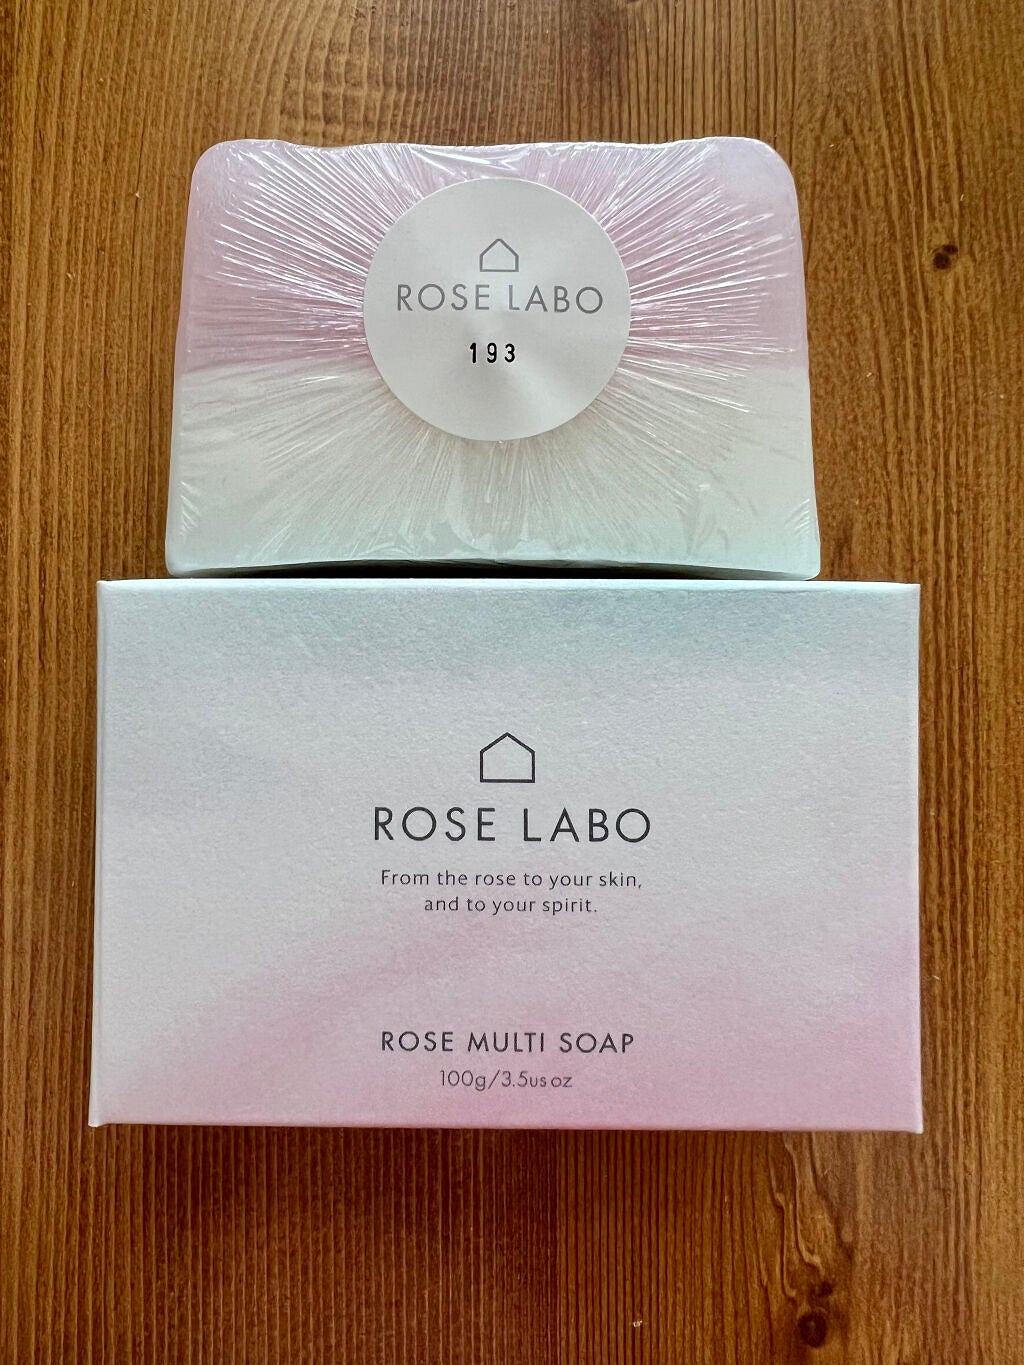 ROSE LABO
193
ROSE LABO
From the rose to your skin,
and to your spirit.
ROSE MULTI SOAP
100g/3.5us oz